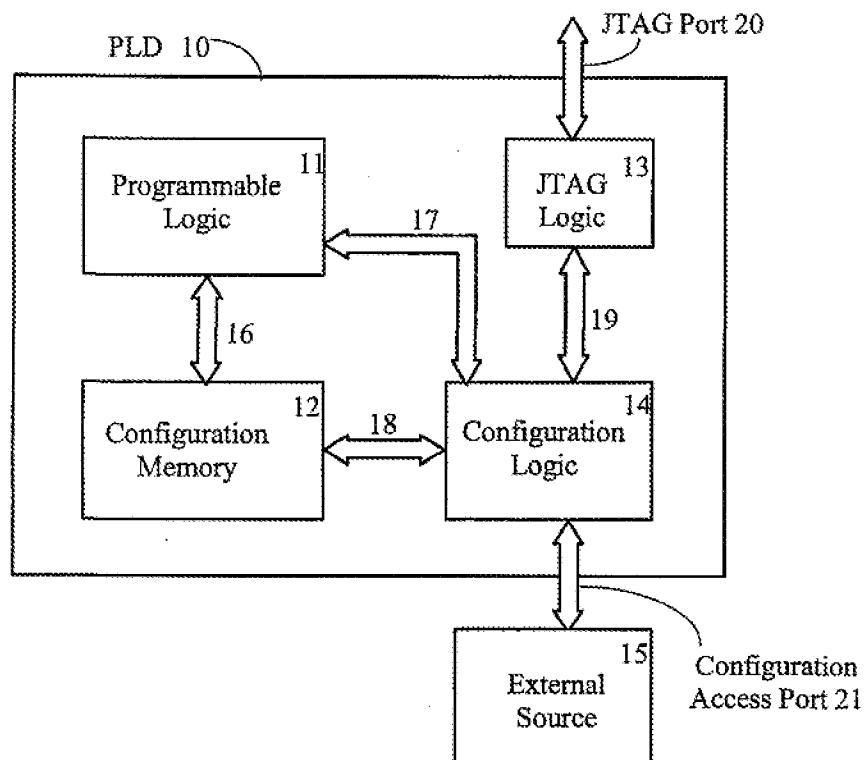 JTAG Port 20
PLD 10
11
Programmable
Logic
13
JTAG
Logic
17
16
19
12
Configuration
Memory
18
14
Configuration
Logic
15
External
Source
Configuration
Access Port 21